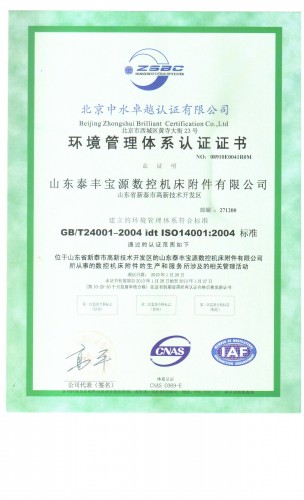 ZSBC
北京中水卓越认证有限公司
Beijing Zhongshui Brilliant Certification Co.,Ltd
北京市西城区黄寺大街23号
环境管理体系认证证书
NO: 00910E0041R0M
兹证明
山东泰丰宝源数控机床附件有限公司
山东省新泰市高新技术开发区
邮编：271200
建立的环境管理体系符合标准
GB/T24001-2004 idt ISO14001:2004 标准
通过的认证范围如下
位于山东省新泰市高新技术开发区的山东泰丰宝源数控机床附件有限公司
所从事的数控机床附件的生产和服务所涉及的相关管理活动
CNAS
IAF
公司代表（签名）
CNAS